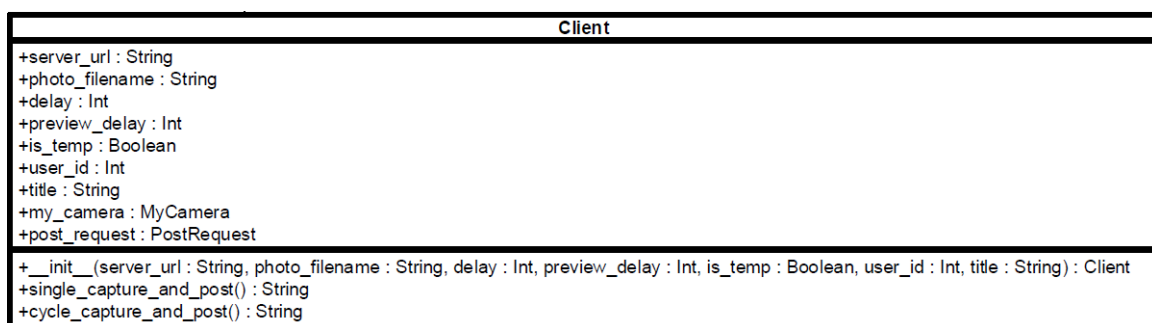 Client
+server_url : String
+photo_filename : String
+delay : Int
+preview_delay : Int
+is_temp : Boolean
+user_id : Int
+title : String
+my_camera : MyCamera
+post_request : PostRequest
+__init__(server_url : String, photo_filename : String, delay : Int, preview_delay : Int, is_temp : Boolean, user_id : Int, title : String) : Client
+single_capture_and_post() : String
+cycle_capture_and_post() : String